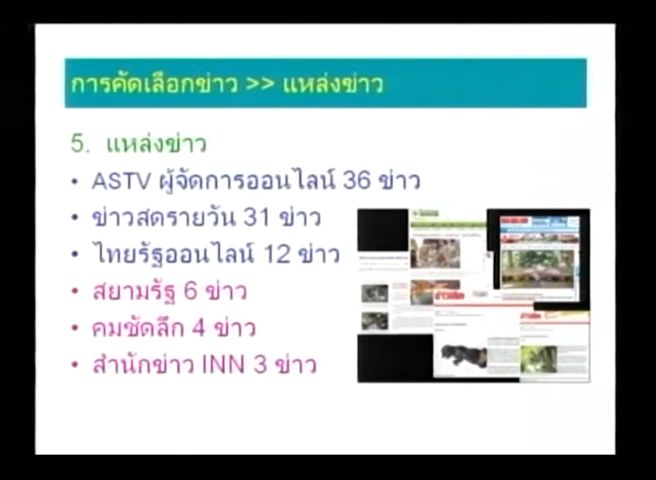 การคัดเลือกข่าว >> แหล่งข่าว
5. แหล่งข่าว
• ASTV ผู้จัดการออนไลน์ 36 ข่าว
• ข่าวสดรายวัน 31 ข่าว
• ไทยรัฐออนไลน์ 12 ข่าว
• สยามรัฐ 6 ข่าว
• คมชัดลึก 4 ข่าว
• สำนักข่าว INN 3 ข่าว